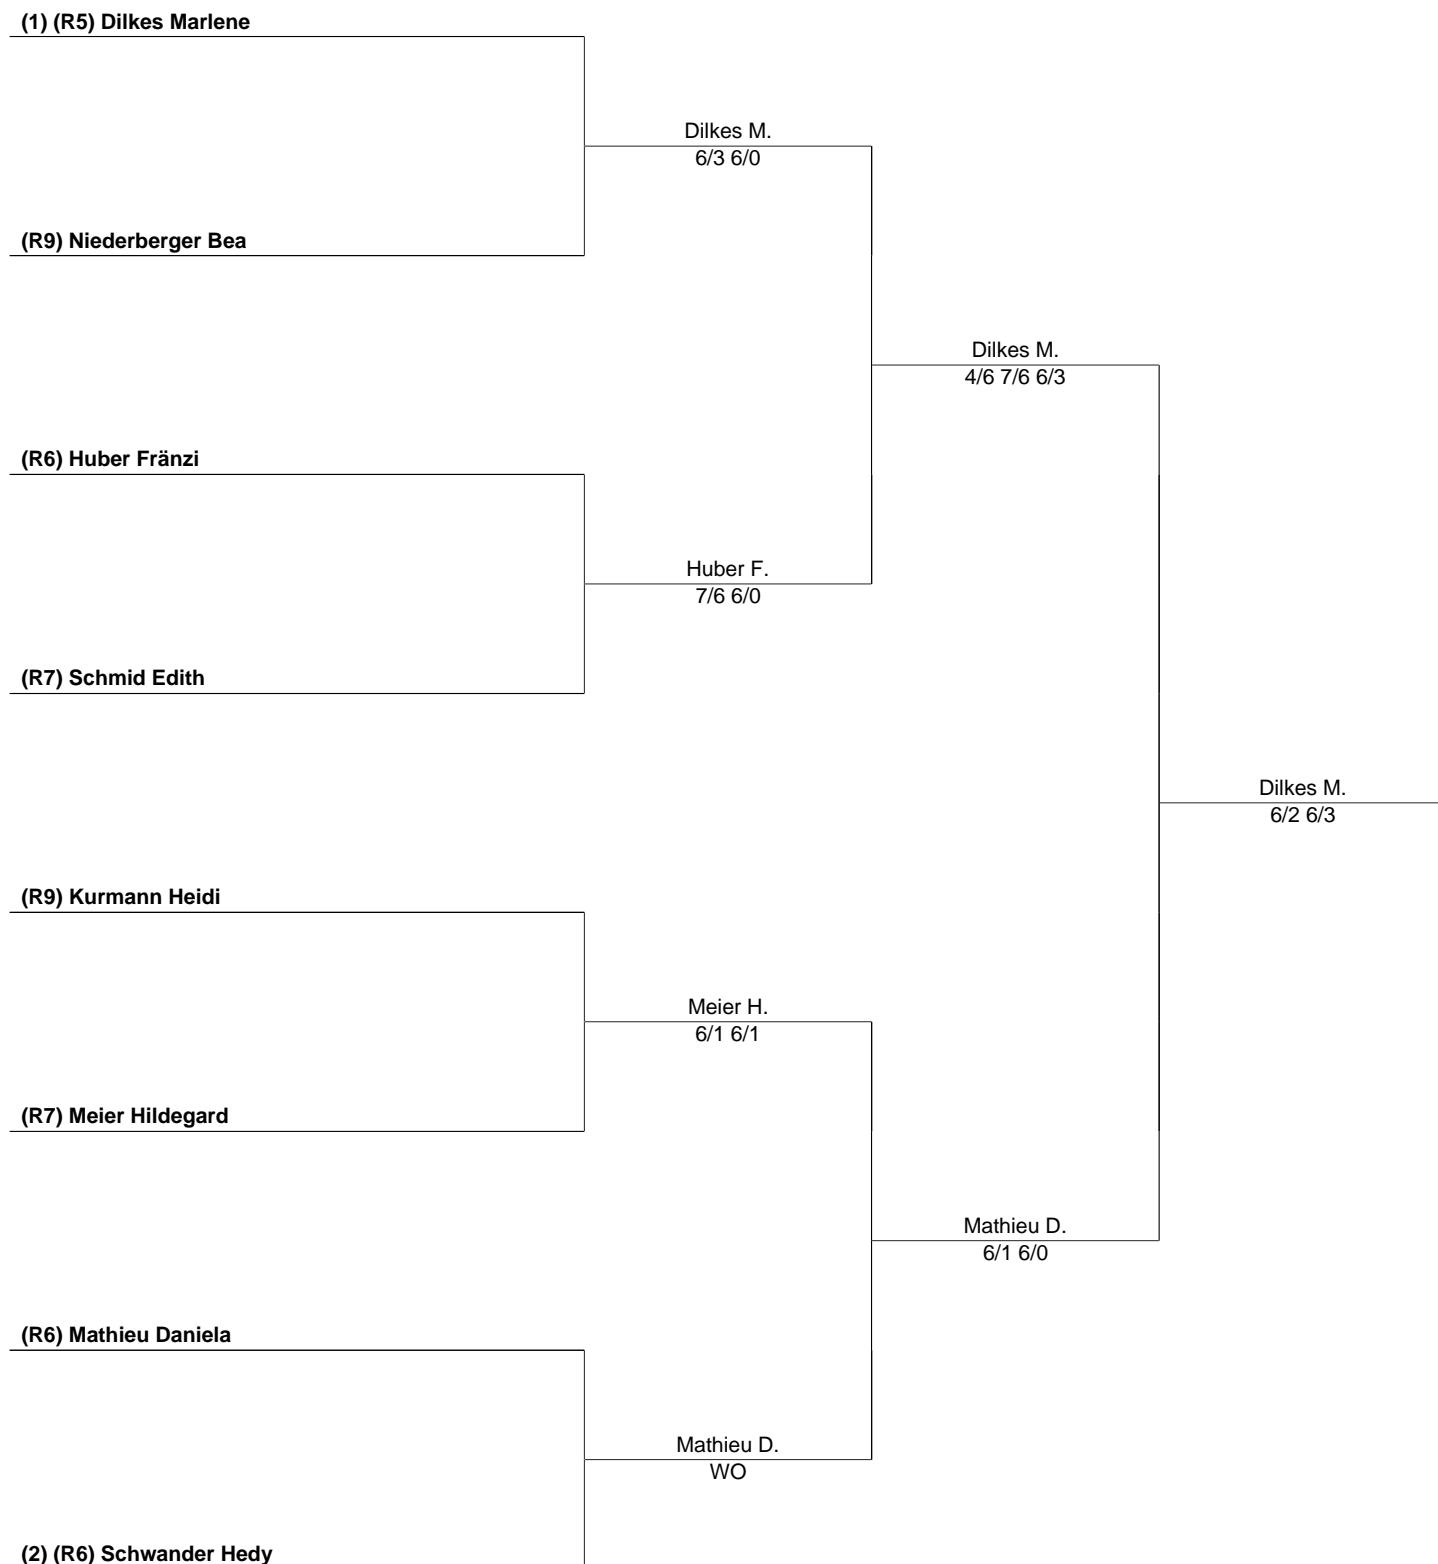 (1) (R5) Dilkes Marlene
Dilkes M.
6/3 6/0
(R9) Niederberger Bea
Dilkes M.
4/6 7/6 6/3
(R6) Huber Fränzi
Huber F.
7/6 6/0
(R7) Schmid Edith
Dilkes M.
6/2 6/3
(R9) Kurmann Heidi
Meier H.
6/1 6/1
(R7) Meier Hildegard
Mathieu D.
6/1 6/0
(R6) Mathieu Daniela
Mathieu D.
WO
(2) (R6) Schwander Hedy